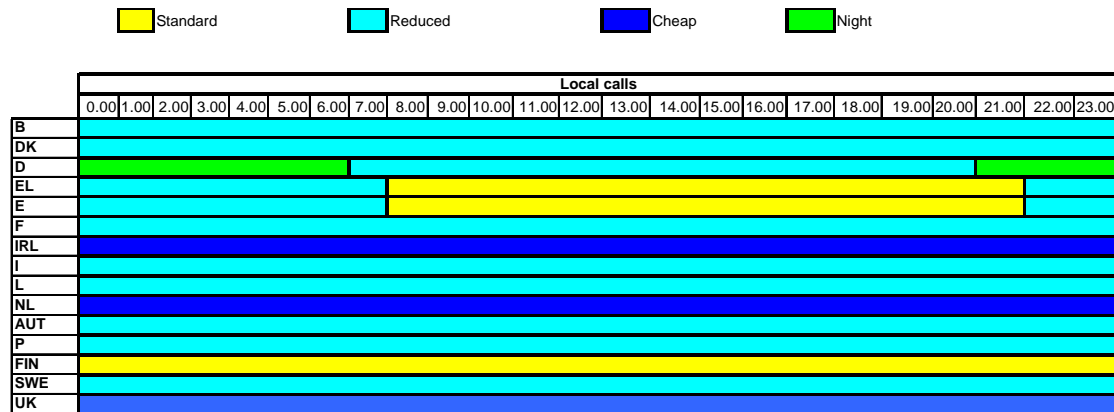 Standard Reduced Cheap Night
Local calls
0.00 1.00 2.00 3.00 4.00 5.00 6.00 7.00 8.00 9.00 10.00 11.00 12.00 13.00 14.00 15.00 16.00 17.00 18.00 19.00 20.00 21.00 22.00 23.00
B
DK
D
EL
E
F
IRL
I
L
NL
AUT
P
FIN
SWE
UK